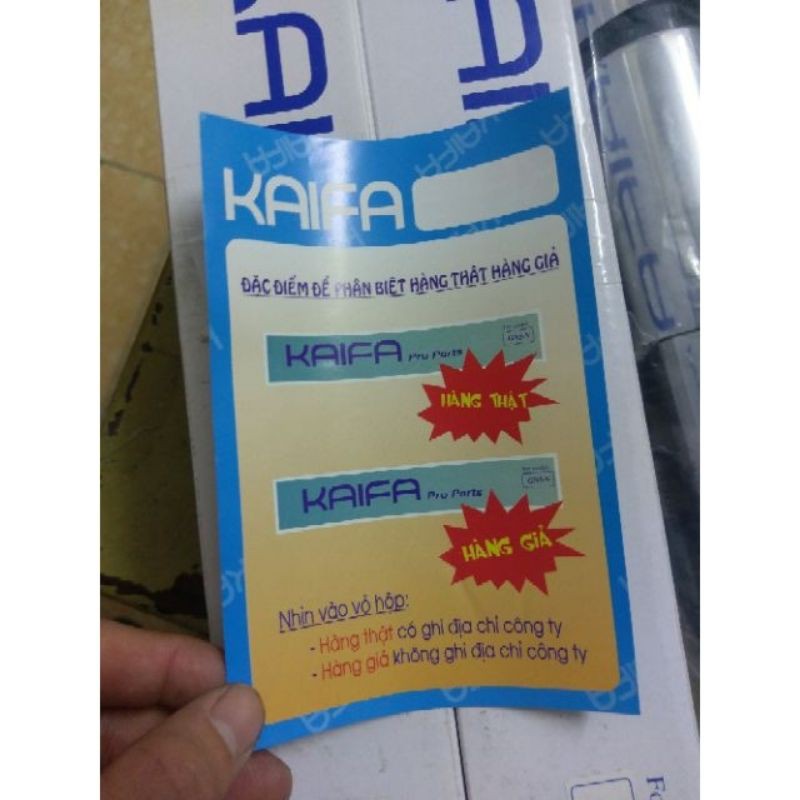 KAIFA
ĐẶC ĐIỂM ĐỂ PHÂN BIỆT HÀNG THẬT HÀNG GIẢ
KAIFA Pro Parts
HÀNG THẬT
KAIFA Pro Parts
HÀNG GIẢ
Nhìn vào vỏ hộp:
- Hàng thật có ghi địa chỉ công ty
- Hàng giả không ghi địa chỉ công ty